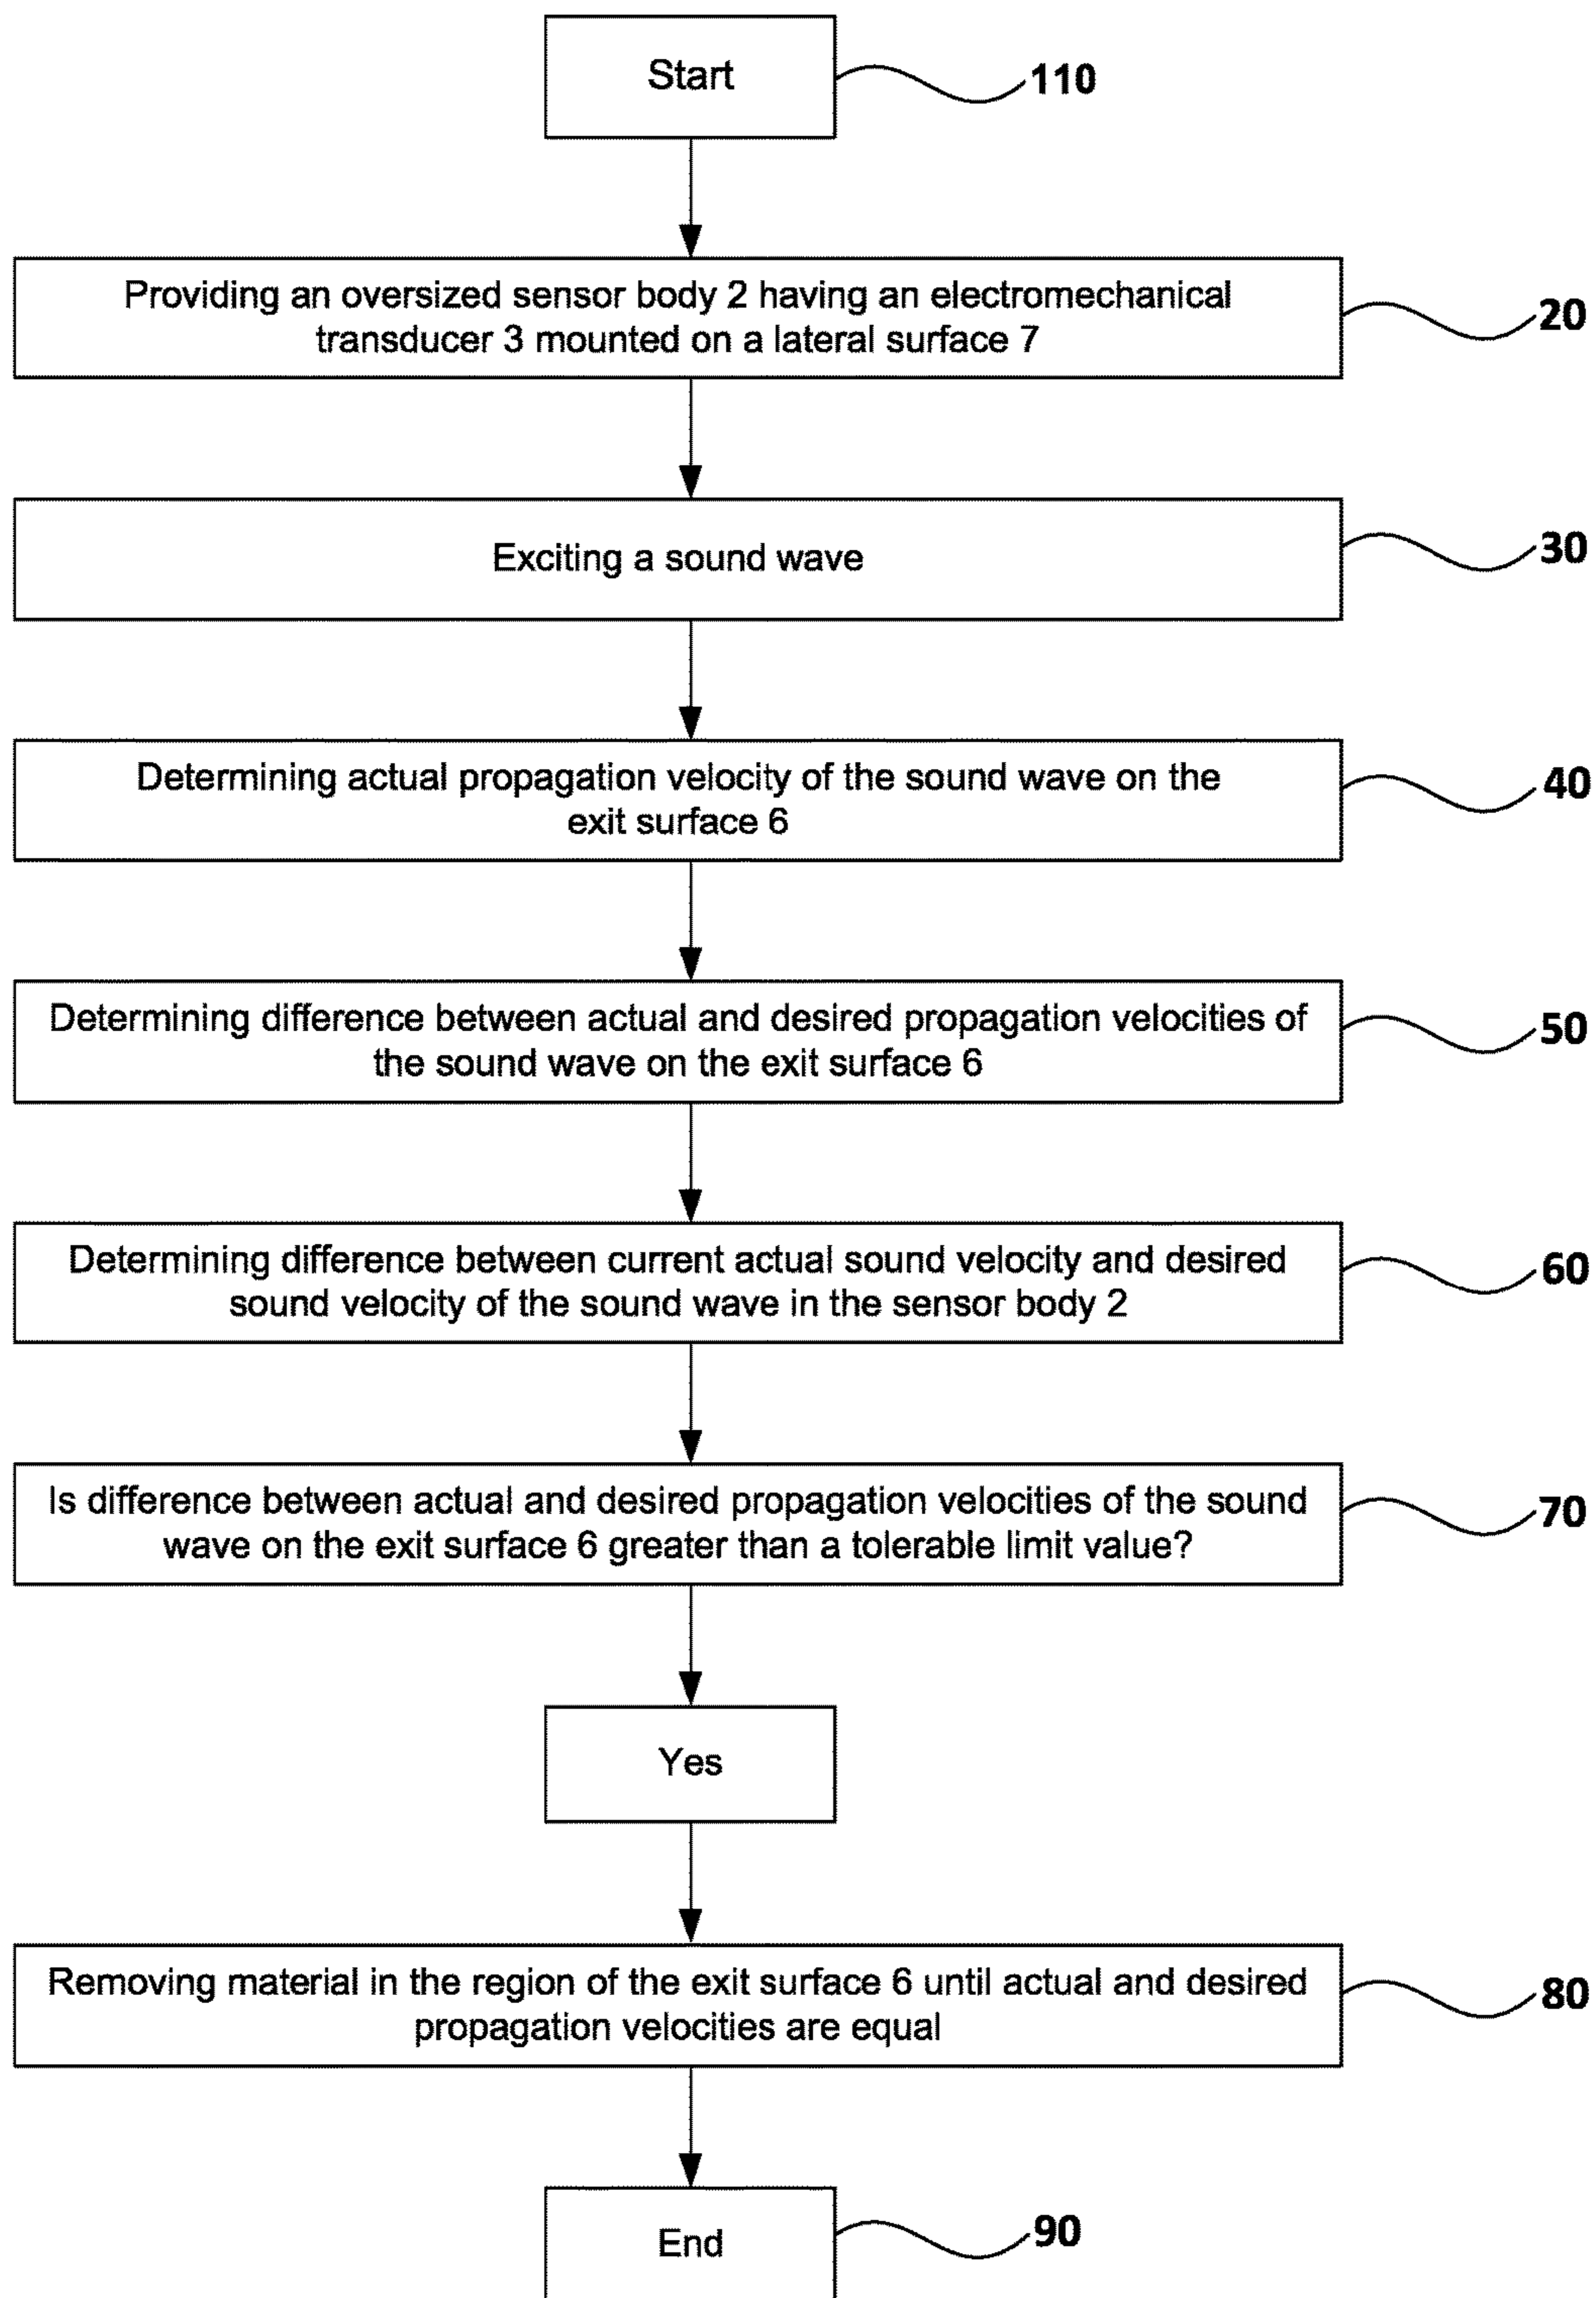 Start
110
Providing an oversized sensor body 2 having an electromechanical
transducer 3 mounted on a lateral surface 7
20
Exciting a sound wave
30
Determining actual propagation velocity of the sound wave on the
exit surface 6
40
Determining difference between actual and desired propagation velocities of
the sound wave on the exit surface 6
50
Determining difference between current actual sound velocity and desired
sound velocity of the sound wave in the sensor body 2
60
Is difference between actual and desired propagation velocities of the sound
wave on the exit surface 6 greater than a tolerable limit value?
70
Yes
Removing material in the region of the exit surface 6 until actual and desired
propagation velocities are equal
80
End
90